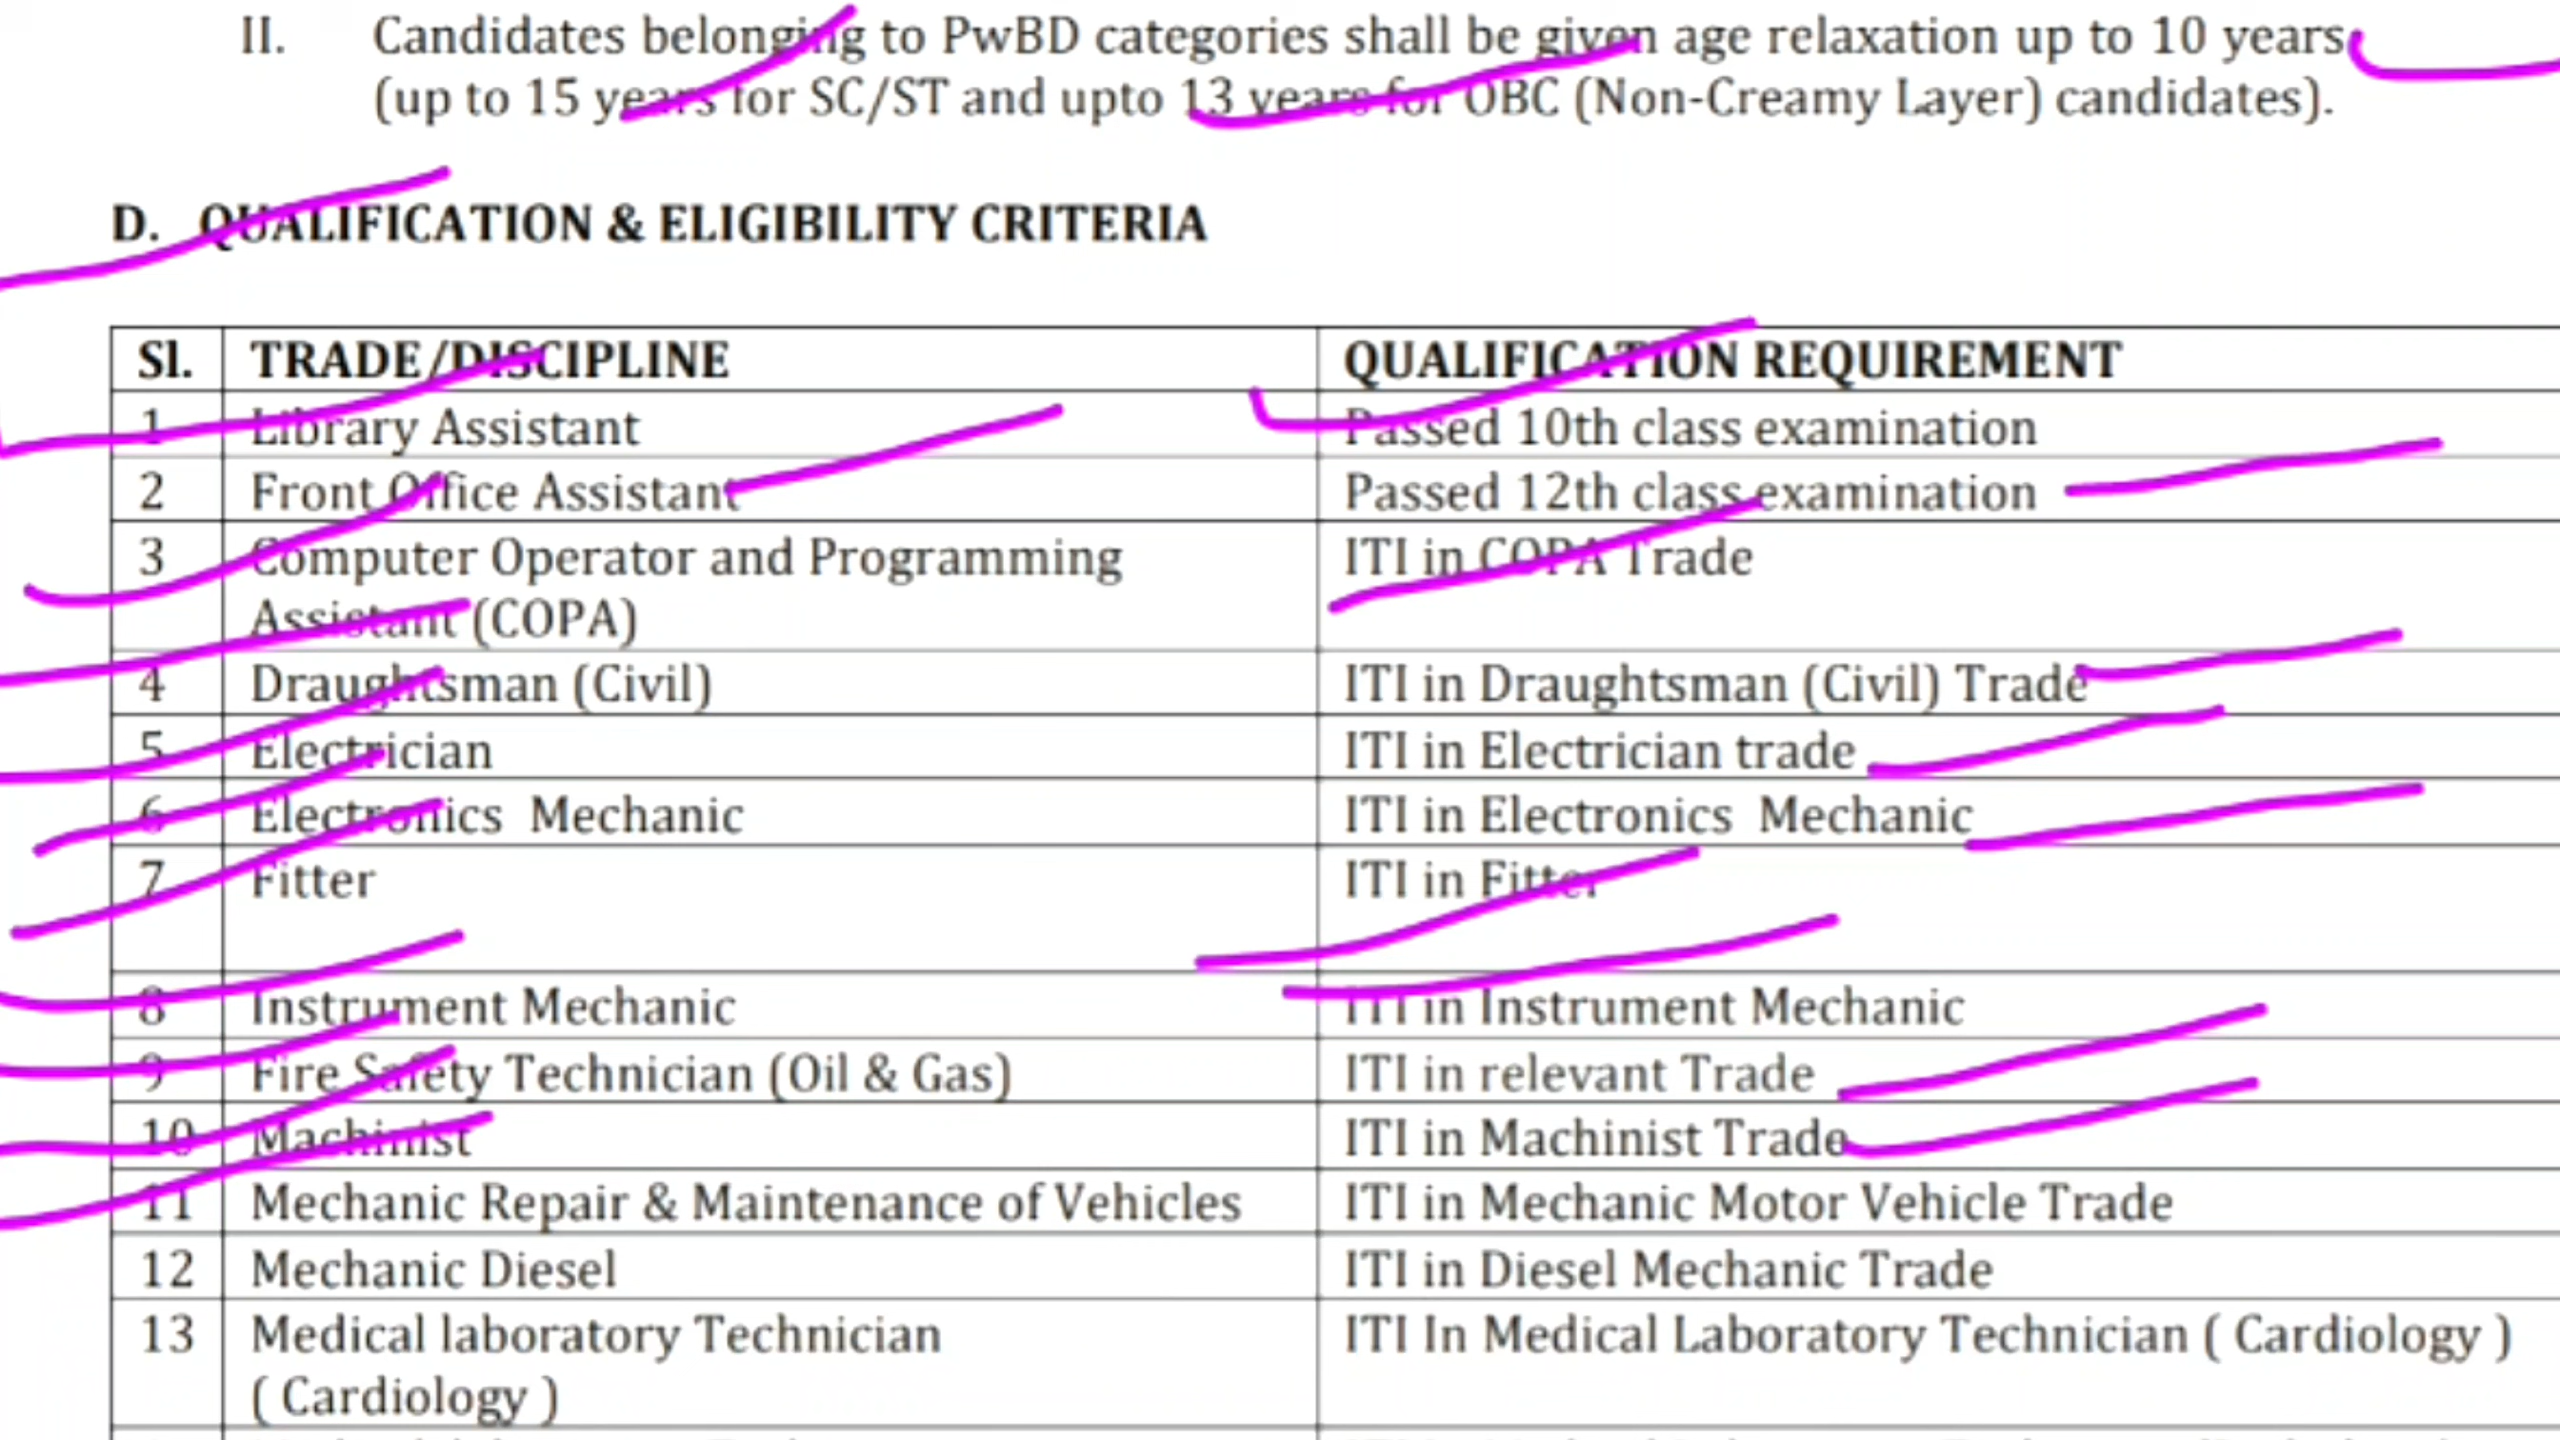 II. Candidates belonging to PwBD categories shall be given age relaxation up to 10 years
(up to 15 years for SC/ST and upto 13 years for OBC (Non-Creamy Layer) candidates).
D. QUALIFICATION & ELIGIBILITY CRITERIA
Sl. TRADE/DISCIPLINE QUALIFICATION REQUIREMENT
1 Library Assistant Passed 10th class examination
2 Front Office Assistant Passed 12th class examination
3 Computer Operator and Programming ITI in COPA Trade
Assistant (COPA)
4 Draughtsman (Civil) ITI in Draughtsman (Civil) Trade
5 Electrician ITI in Electrician trade
6 Electronics Mechanic ITI in Electronics Mechanic
7 Fitter ITI in Fitter
8 Instrument Mechanic ITI in Instrument Mechanic
9 Fire Safety Technician (Oil & Gas) ITI in relevant Trade
10 Machinist ITI in Machinist Trade
11 Mechanic Repair & Maintenance of Vehicles ITI in Mechanic Motor Vehicle Trade
12 Mechanic Diesel ITI in Diesel Mechanic Trade
13 Medical laboratory Technician ITI In Medical Laboratory Technician ( Cardiology )
( Cardiology )